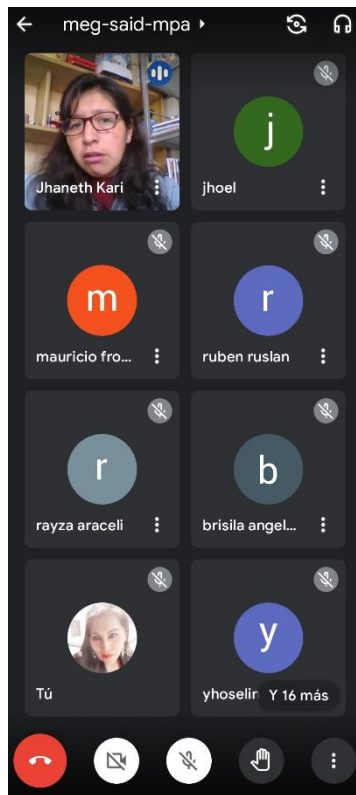 meg-said-mpa
Jhaneth Kari
j
jhoel
m
mauricio fro...
r
ruben ruslan
r
rayza araceli
b
brisila angel...
Tú
y
yhoselin
Y 16 más